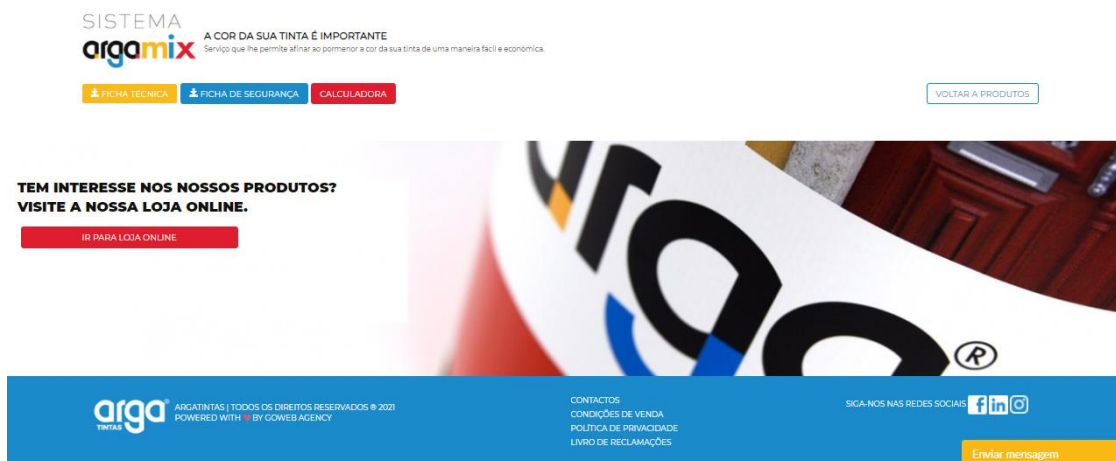 SISTEMA
argamix
A COR DA SUA TINTA É IMPORTANTE
Serviço que lhe permite afinar ao pormenor a cor da sua tinta de uma maneira fácil e económica.
FICHA TÉCNICA
FICHA DE SEGURANÇA
CALCULADORA
VOLTAR A PRODUTOS
TEM INTERESSE NOS NOSSOS PRODUTOS?
VISITE A NOSSA LOJA ONLINE.
IR PARA LOJA ONLINE
arga
®
arga®
TINTAS
ARGATINTAS | TODOS OS DIREITOS RESERVADOS ® 2021
POWERED WITH ❤ BY GOWEB AGENCY
CONTACTOS
CONDIÇÕES DE VENDA
POLÍTICA DE PRIVACIDADE
LIVRO DE RECLAMAÇÕES
SIGA-NOS NAS REDES SOCIAIS
f
in
Enviar mensagem